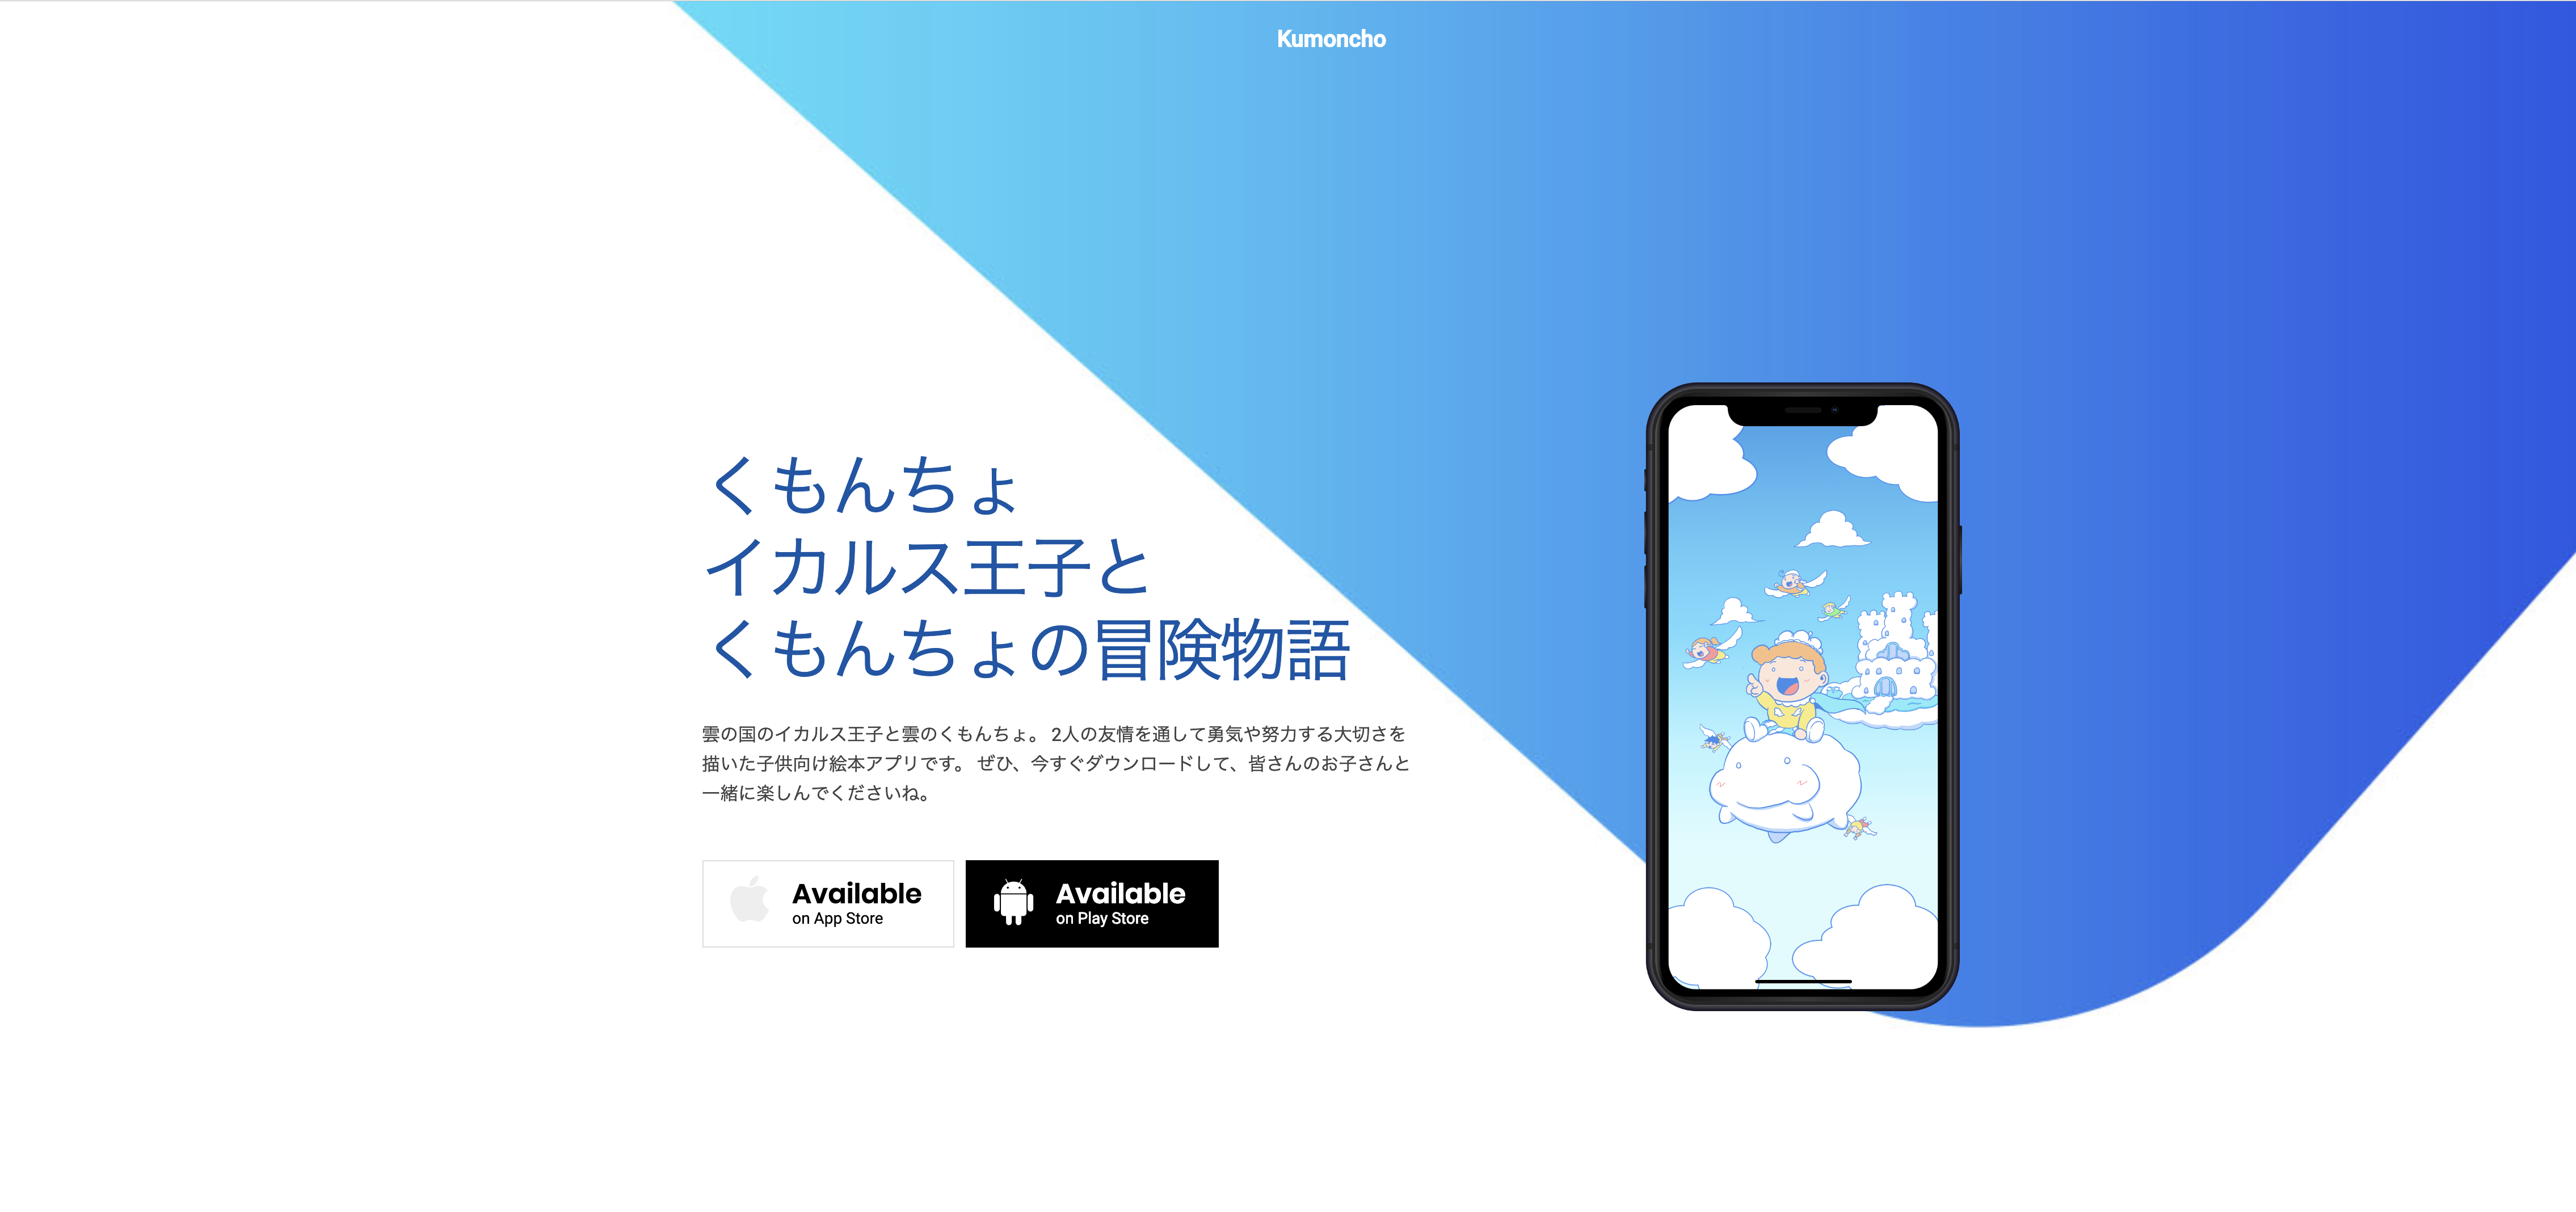 Kumoncho
くもんちょ
イカルス王子と
くもんちょの冒険物語
雲の国のイカルス王子と雲のくもんちょ。 2人の友情を通して勇気や努力する大切さを
描いた子供向け絵本アプリです。 ぜひ、今すぐダウンロードして、皆さんのお子さんと
一緒に楽しんでくださいね。
Available
on App Store
Available
on Play Store